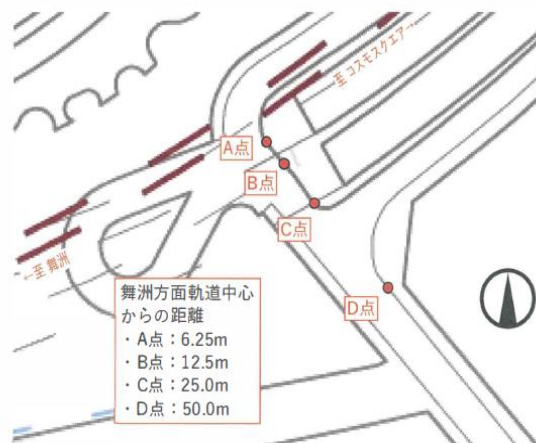 至 コスモスクエア→
A点
B点
C点
←至 舞洲
D点
舞洲方面軌道中心
からの距離
・A点：6.25m
・B点：12.5m
・C点：25.0m
・D点：50.0m